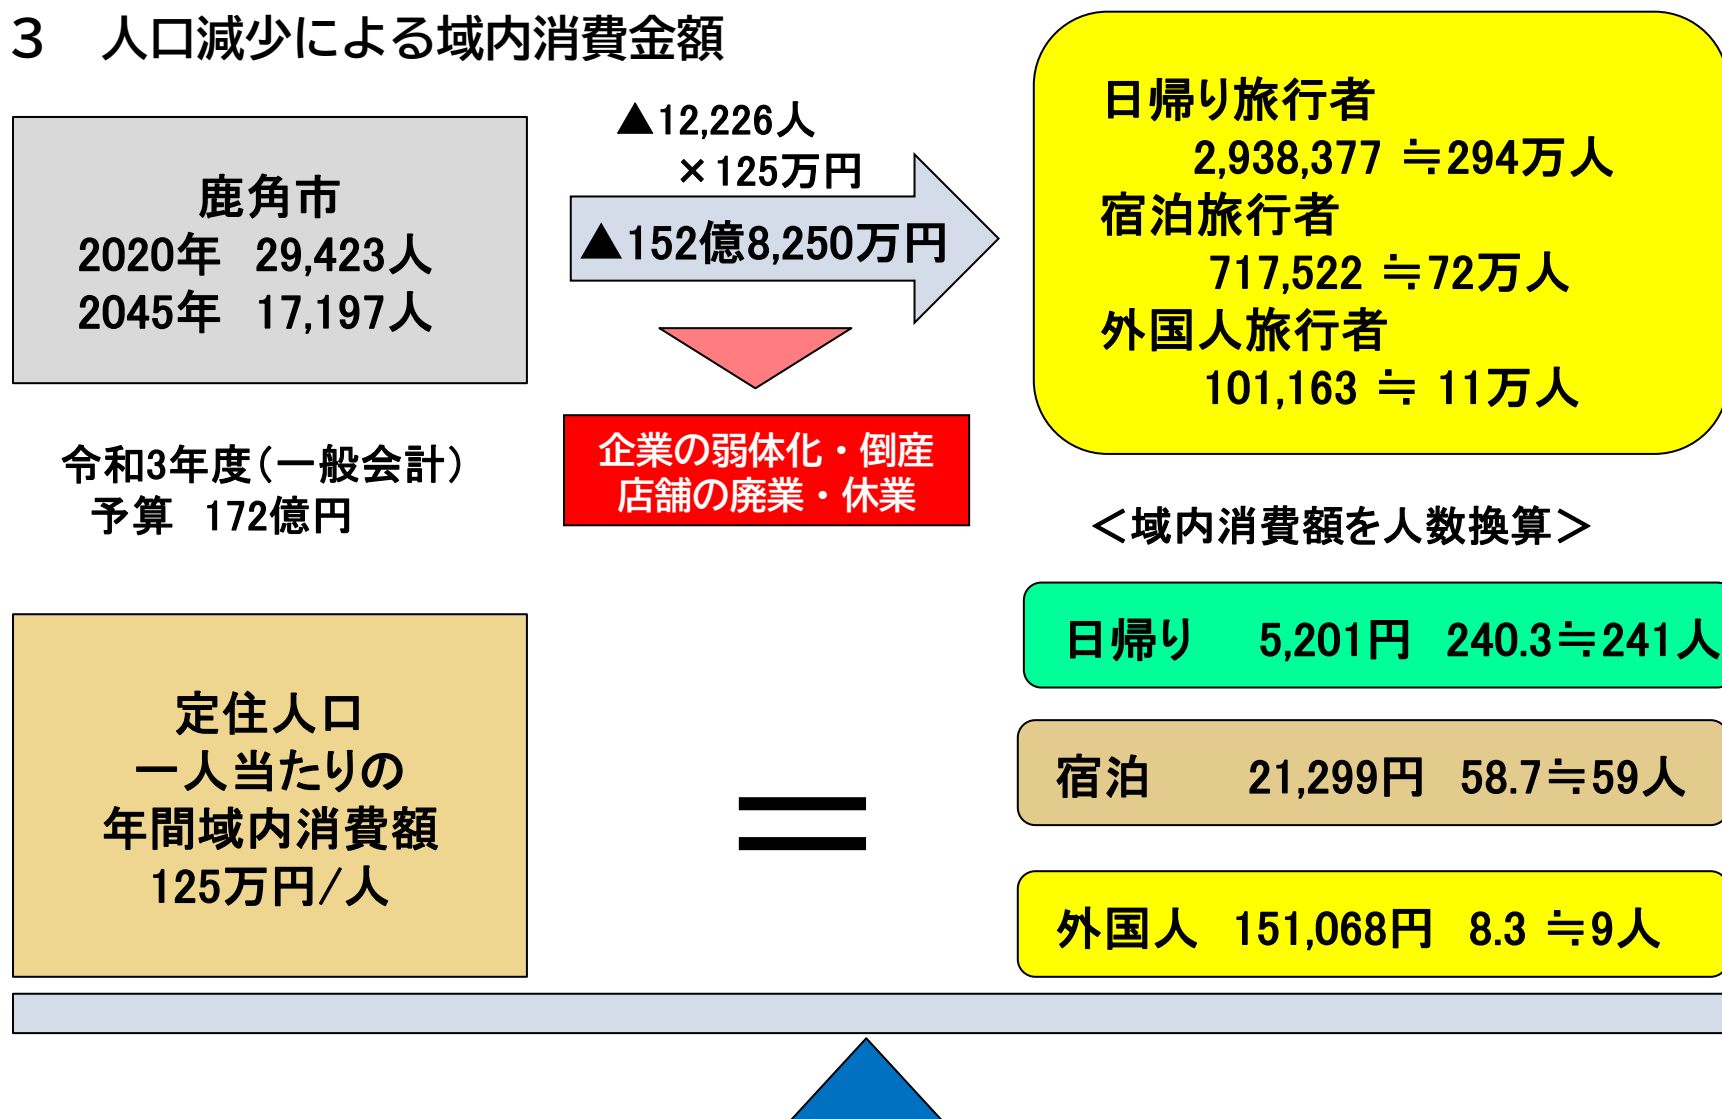 ３　人口減少による域内消費金額
鹿角市
2020年 29,423人
2045年 17,197人
▲12,226人
×125万円
▲152億8,250万円
企業の弱体化・倒産
店舗の廃業・休業
日帰り旅行者
2,938,377 ≒294万人
宿泊旅行者
717,522 ≒72万人
外国人旅行者
101,163 ≒ 11万人
令和3年度(一般会計)
予算 172億円
＜域内消費額を人数換算＞
定住人口
一人当たりの
年間域内消費額
125万円/人
＝
日帰り 5,201円 240.3≒241人
宿泊 21,299円 58.7≒59人
外国人 151,068円 8.3 ≒9人